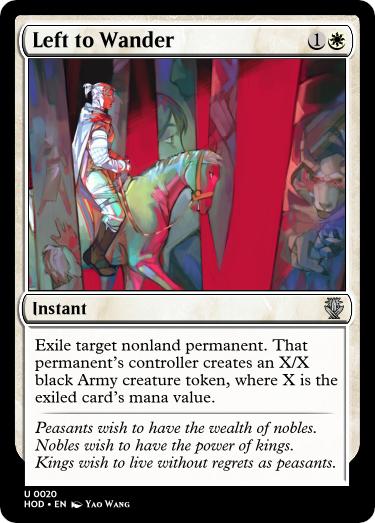 Left to Wander
1
Instant
Exile target nonland permanent. That
permanent's controller creates an X/X
black Army creature token, where X is the
exiled card's mana value.
Peasants wish to have the wealth of nobles.
Nobles wish to have the power of kings.
Kings wish to live without regrets as peasants.
U 0020
HOD • EN Yao Wang